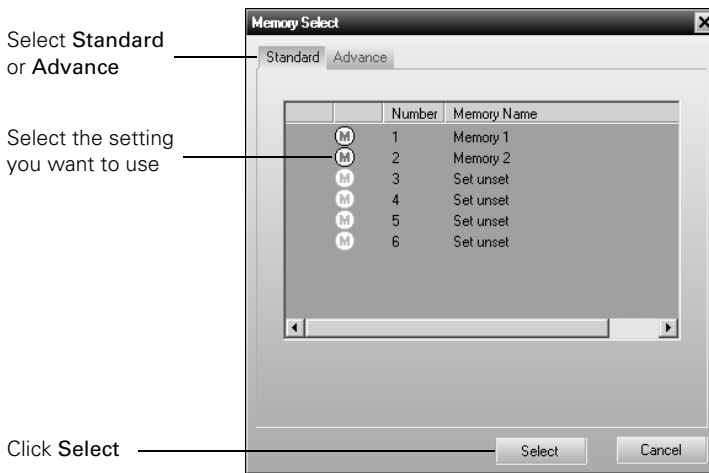 Memory Select
Select Standard
or Advance
Standard Advance
Number Memory Name
M 1 Memory 1
Select the setting
you want to use
M 2 Memory 2
M 3 Set unset
M 4 Set unset
M 5 Set unset
M 6 Set unset
Click Select
Select Cancel